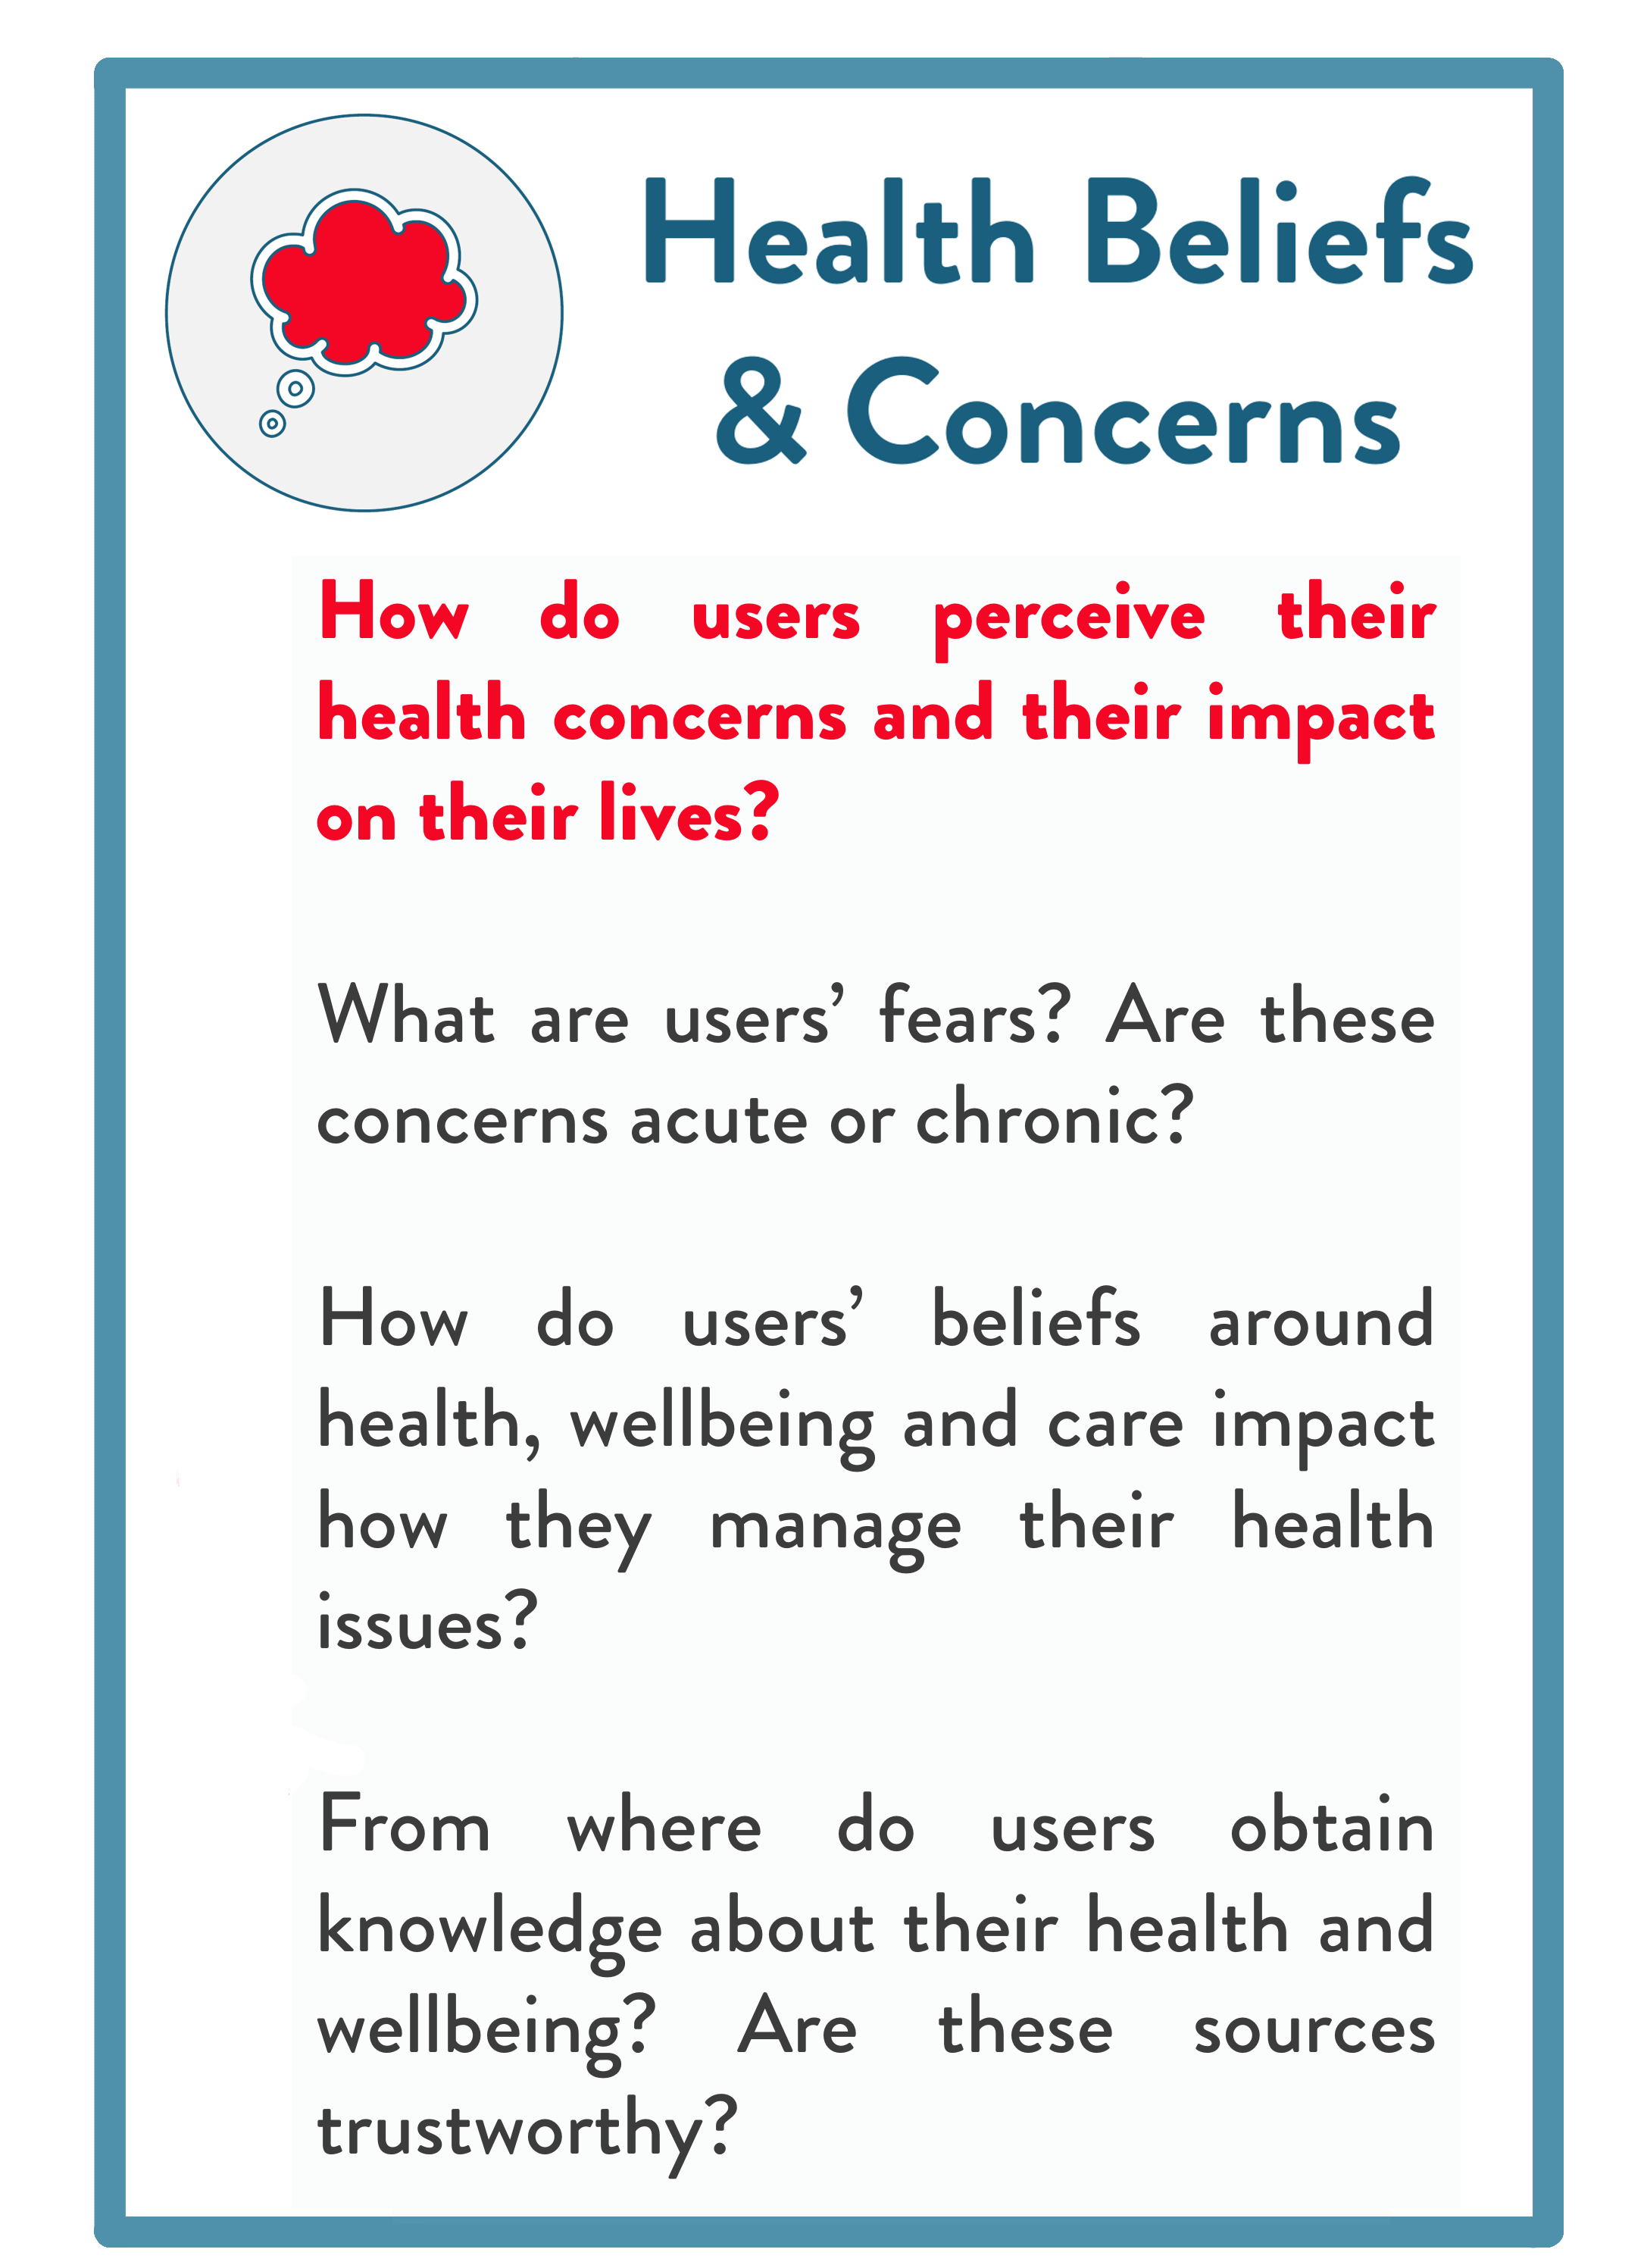 Health Beliefs
& Concerns
How do users perceive their
health concerns and their impact
on their lives?
What are users’ fears? Are these
concerns acute or chronic?
How do users’ beliefs around
health, wellbeing and care impact
how they manage their health
issues?
From where do users obtain
knowledge about their health and
wellbeing? Are these sources
trustworthy?